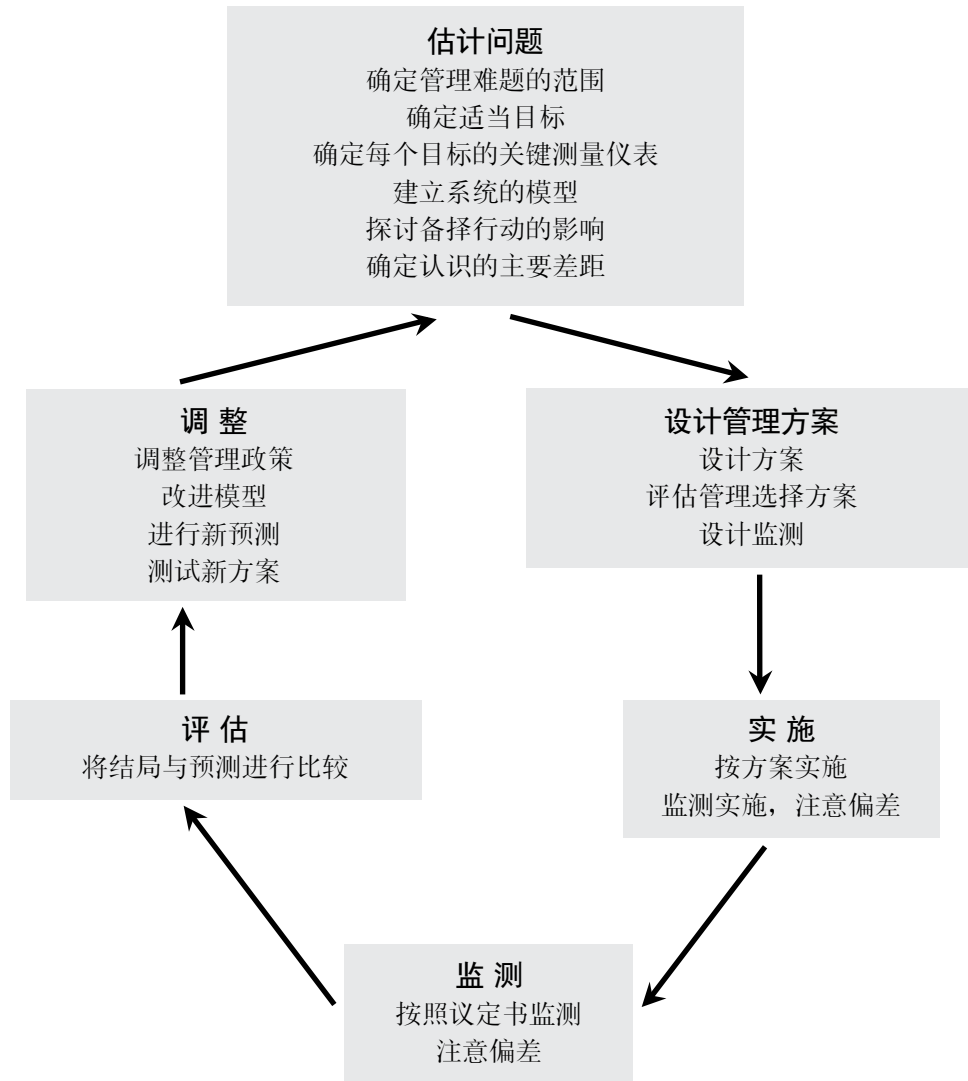 估计问题
确定管理难题的范围
确定适当目标
确定每个目标的关键测量仪表
建立系统的模型
探讨备择行动的影响
确定认识的主要差距
设计管理方案
设计方案
评估管理选择方案
设计监测
实 施
按方案实施
监测实施，注意偏差
监 测
按照议定书监测
注意偏差
评 估
将结局与预测进行比较
调 整
调整管理政策
改进模型
进行新预测
测试新方案